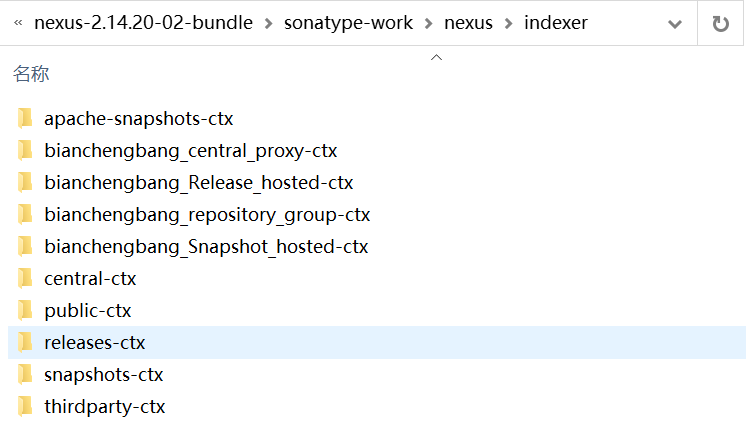 « nexus-2.14.20-02-bundle > sonatype-work > nexus > indexer
名称
apache-snapshots-ctx
bianchengbang_central_proxy-ctx
bianchengbang_Release_hosted-ctx
bianchengbang_repository_group-ctx
bianchengbang_Snapshot_hosted-ctx
central-ctx
public-ctx
releases-ctx
snapshots-ctx
thirdparty-ctx